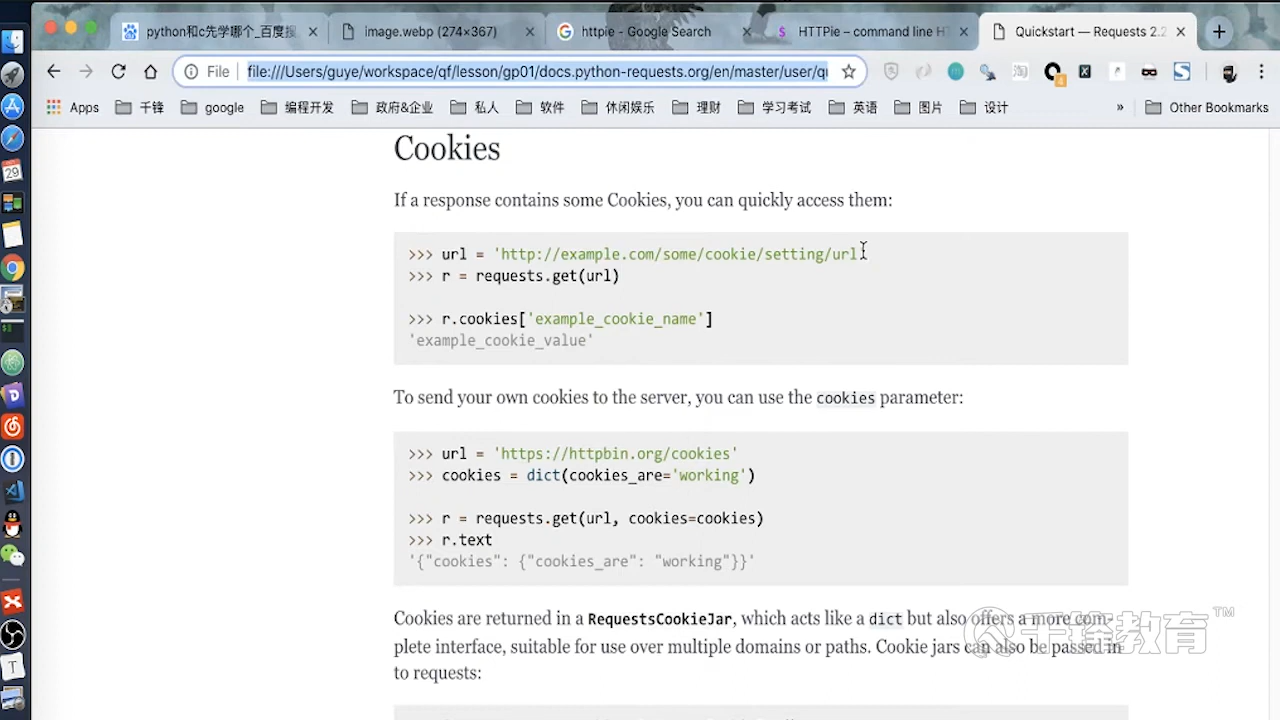 python和c先学哪个_百度搜
image.webp (274×367)
httpie - Google Search
HTTPie – command line HT
Quickstart — Requests 2.2
File
file:///Users/guyo/workspace/qf/lesson/gp01/docs.python-requests.org/en/master/user/qu
Apps
千锋
google
编程开发
政府&企业
私人
软件
休闲娱乐
理财
学习考试
英语
图片
设计
»
Other Bookmarks
29
4
Cookies
If a response contains some Cookies, you can quickly access them:
>>> url = 'http://example.com/some/cookie/setting/url'
>>> r = requests.get(url)
>>> r.cookies['example_cookie_name']
'example_cookie_value'
To send your own cookies to the server, you can use the cookies parameter:
>>> url = 'https://httpbin.org/cookies'
>>> cookies = dict(cookies_are='working')
>>> r = requests.get(url, cookies=cookies)
>>> r.text
'{"cookies": {"cookies_are": "working"}}'
Cookies are returned in a RequestsCookieJar, which acts like a dict but also offers a more com-
plete interface, suitable for use over multiple domains or paths. Cookie jars can also be passed in
to requests:
千锋教育™